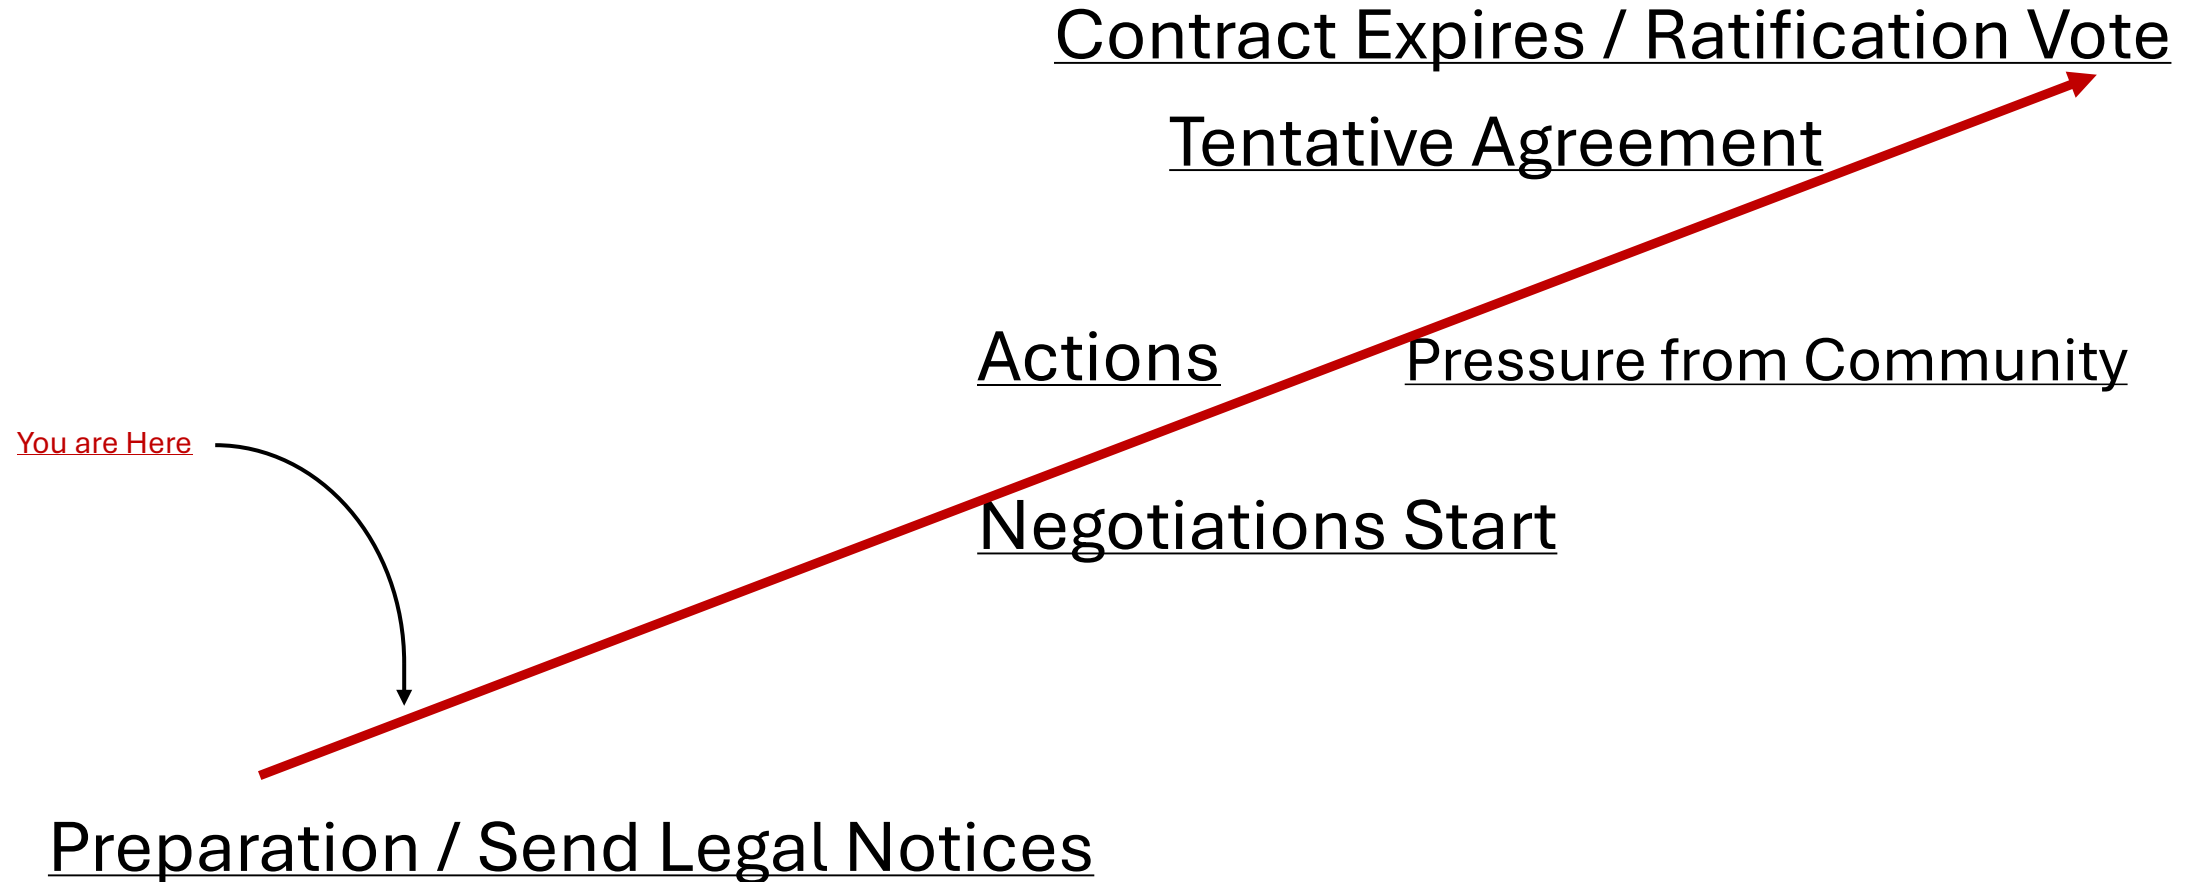 Contract Expires / Ratification Vote
Tentative Agreement
Actions
Pressure from Community
You are Here
Negotiations Start
Preparation / Send Legal Notices